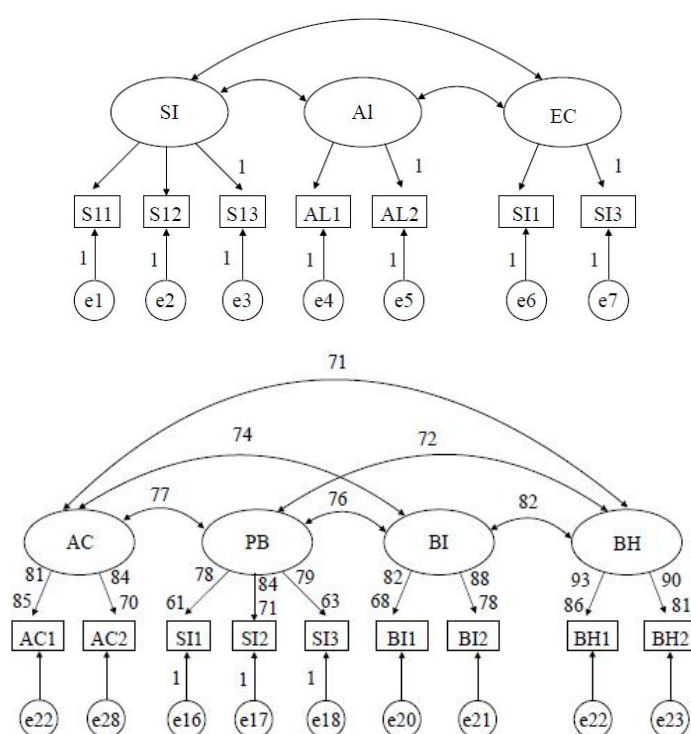 SI Al EC
1 1 1
S11 S12 S13 AL1 AL2 SI1 SI3
1 1 1 1 1 1 1
e1 e2 e3 e4 e5 e6 e7
71
74 72
77 76 82
AC PB BI BH
81 84 78 84 79 82 88 93 90
85 70 61 71 63 68 78 86 81
AC1 AC2 SI1 SI2 SI3 BI1 BI2 BH1 BH2
1 1 1
e22 e28 e16 e17 e18 e20 e21 e22 e23